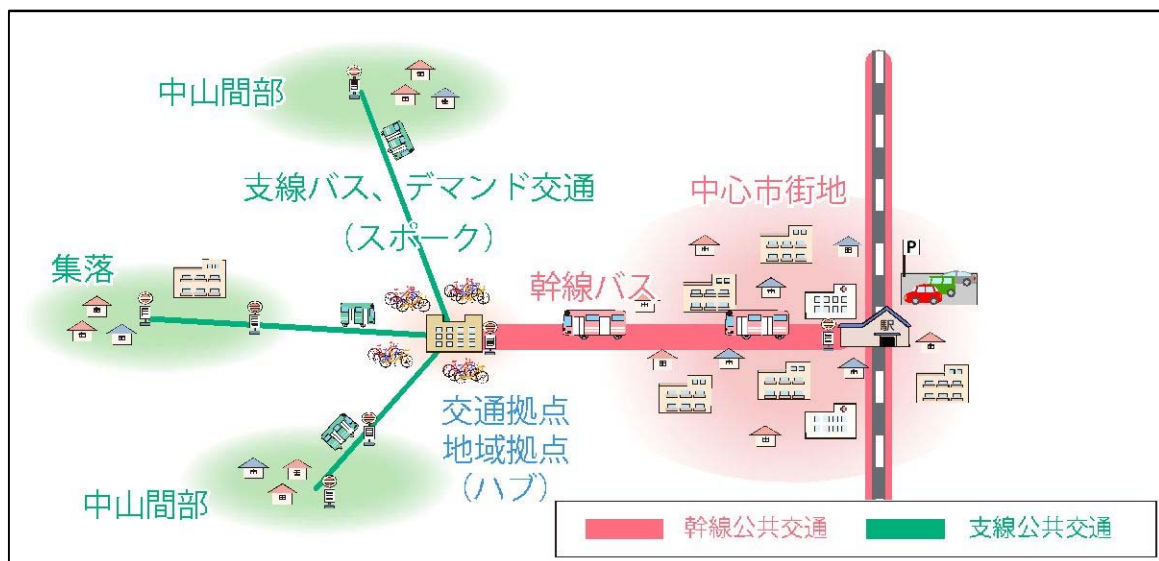 中山間部
支線バス、デマンド交通
（スポーク）
中心市街地
P
集落
幹線バス
駅
交通拠点
地域拠点
（ハブ）
中山間部
幹線公共交通
支線公共交通